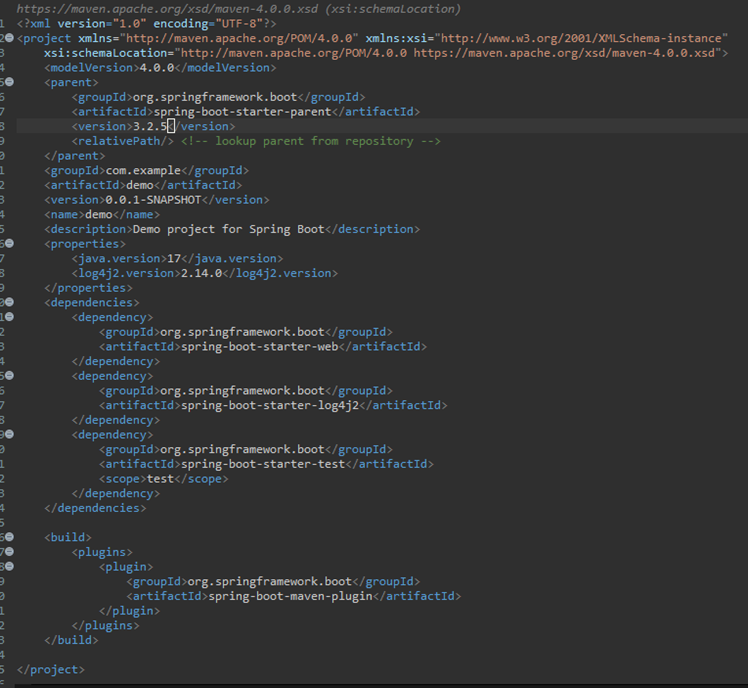 https://maven.apache.org/xsd/maven-4.0.0.xsd (xsi:schemaLocation)
1 <?xml version="1.0" encoding="UTF-8"?>
2 <project xmlns="http://maven.apache.org/POM/4.0.0" xmlns:xsi="http://www.w3.org/2001/XMLSchema-instance"
3 xsi:schemaLocation="http://maven.apache.org/POM/4.0.0 https://maven.apache.org/xsd/maven-4.0.0.xsd">
4 <modelVersion>4.0.0</modelVersion>
5 <parent>
6 <groupId>org.springframework.boot</groupId>
7 <artifactId>spring-boot-starter-parent</artifactId>
8 <version>3.2.5</version>
9 <relativePath/> <!-- lookup parent from repository -->
0 </parent>
1 <groupId>com.example</groupId>
2 <artifactId>demo</artifactId>
3 <version>0.0.1-SNAPSHOT</version>
4 <name>demo</name>
5 <description>Demo project for Spring Boot</description>
6 <properties>
7 <java.version>17</java.version>
8 <log4j2.version>2.14.0</log4j2.version>
9 </properties>
0 <dependencies>
1 <dependency>
2 <groupId>org.springframework.boot</groupId>
3 <artifactId>spring-boot-starter-web</artifactId>
4 </dependency>
5 <dependency>
6 <groupId>org.springframework.boot</groupId>
7 <artifactId>spring-boot-starter-log4j2</artifactId>
8 </dependency>
9 <dependency>
0 <groupId>org.springframework.boot</groupId>
1 <artifactId>spring-boot-starter-test</artifactId>
2 <scope>test</scope>
3 </dependency>
4 </dependencies>
5
6 <build>
7 <plugins>
8 <plugin>
9 <groupId>org.springframework.boot</groupId>
0 <artifactId>spring-boot-maven-plugin</artifactId>
1 </plugin>
2 </plugins>
3 </build>
4
5 </project>